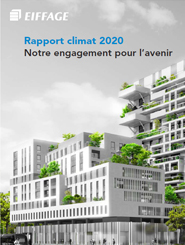 EIFFAGE
Rapport climat 2020
Notre engagement pour l'avenir